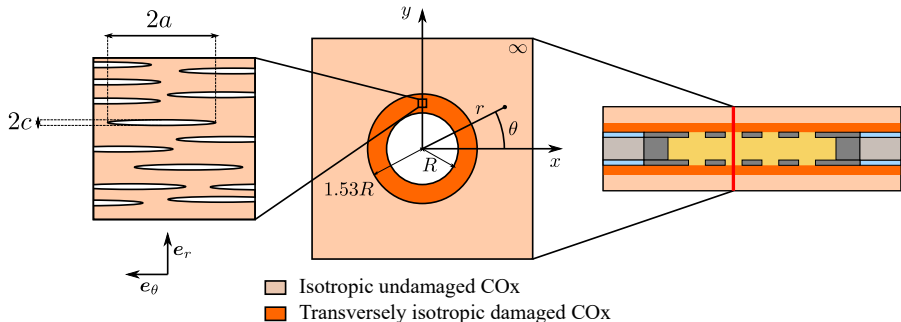 2a
2c
e_r
e_θ
y
∞
r
θ
x
R
1.53R
Isotropic undamaged COx
Transversely isotropic damaged COx